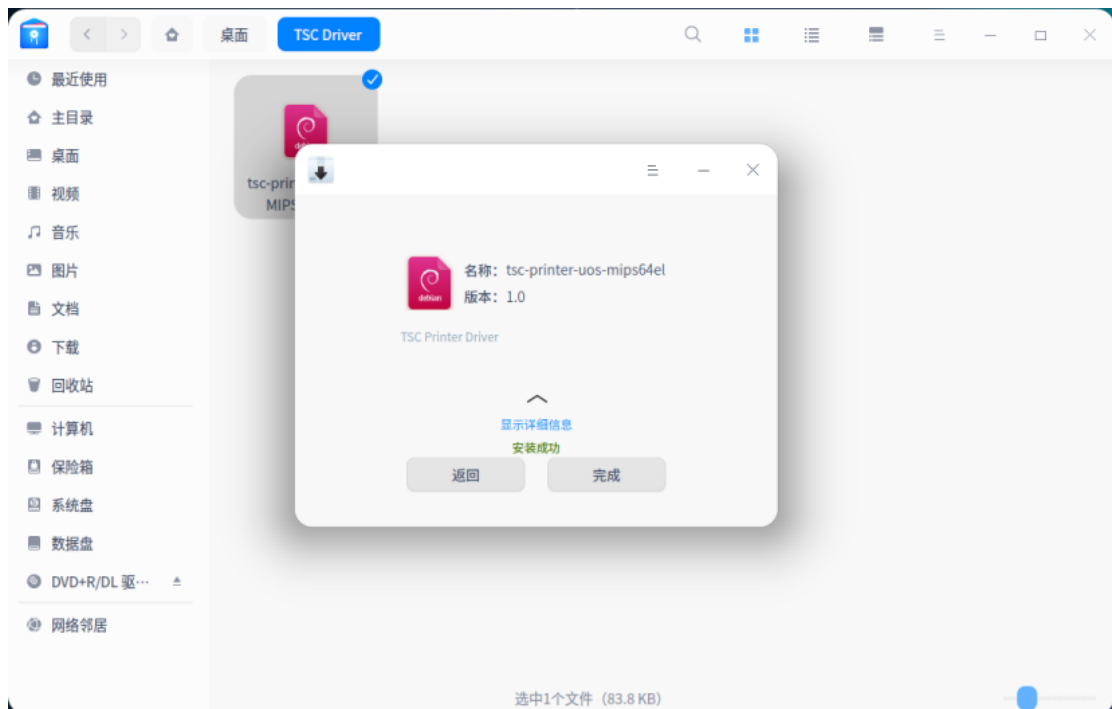 桌面
TSC Driver
最近使用
主目录
桌面
视频
音乐
图片
文档
下载
回收站
计算机
保险箱
系统盘
数据盘
DVD+R/DL 驱…
网络邻居
tsc-prin
MIPS
名称: tsc-printer-uos-mips64el
版本: 1.0
debian
TSC Printer Driver
显示详细信息
安装成功
返回
完成
选中1个文件 (83.8 KB)